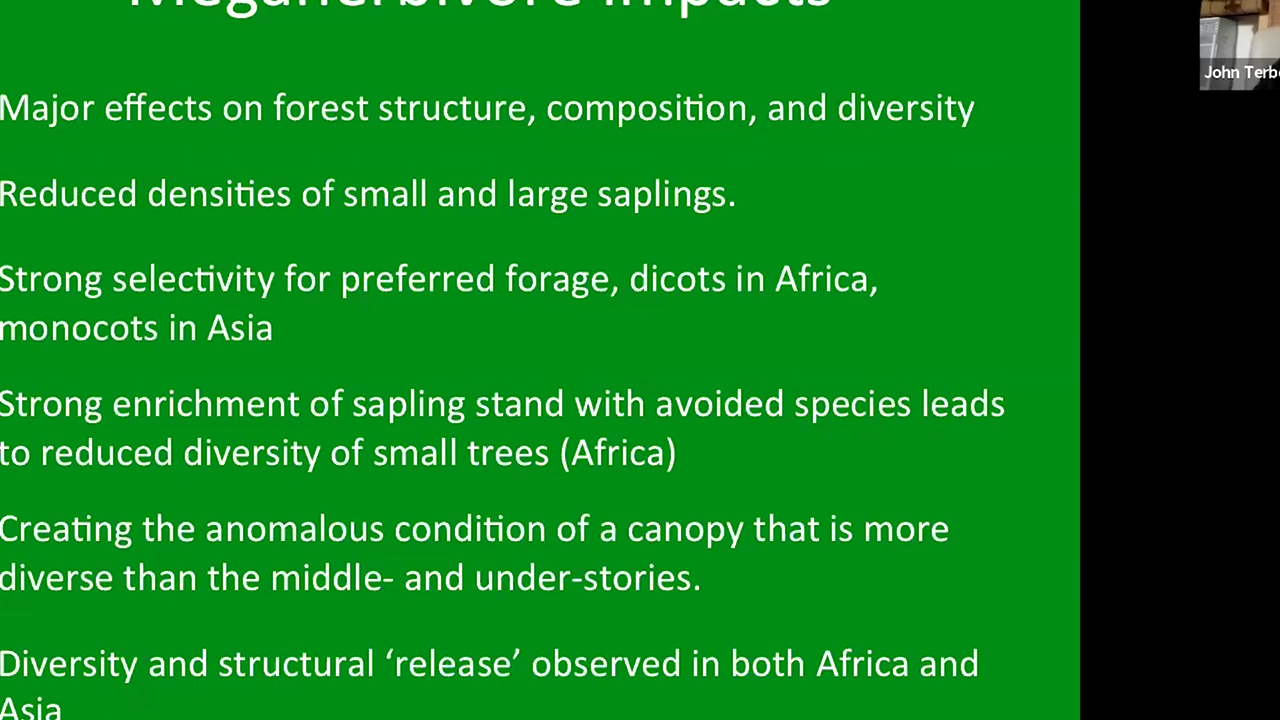 Megaherbivore impacts
Major effects on forest structure, composition, and diversity
Reduced densities of small and large saplings.
Strong selectivity for preferred forage, dicots in Africa,
monocots in Asia
Strong enrichment of sapling stand with avoided species leads
to reduced diversity of small trees (Africa)
Creating the anomalous condition of a canopy that is more
diverse than the middle- and under-stories.
Diversity and structural ‘release’ observed in both Africa and
Asia
John Terb